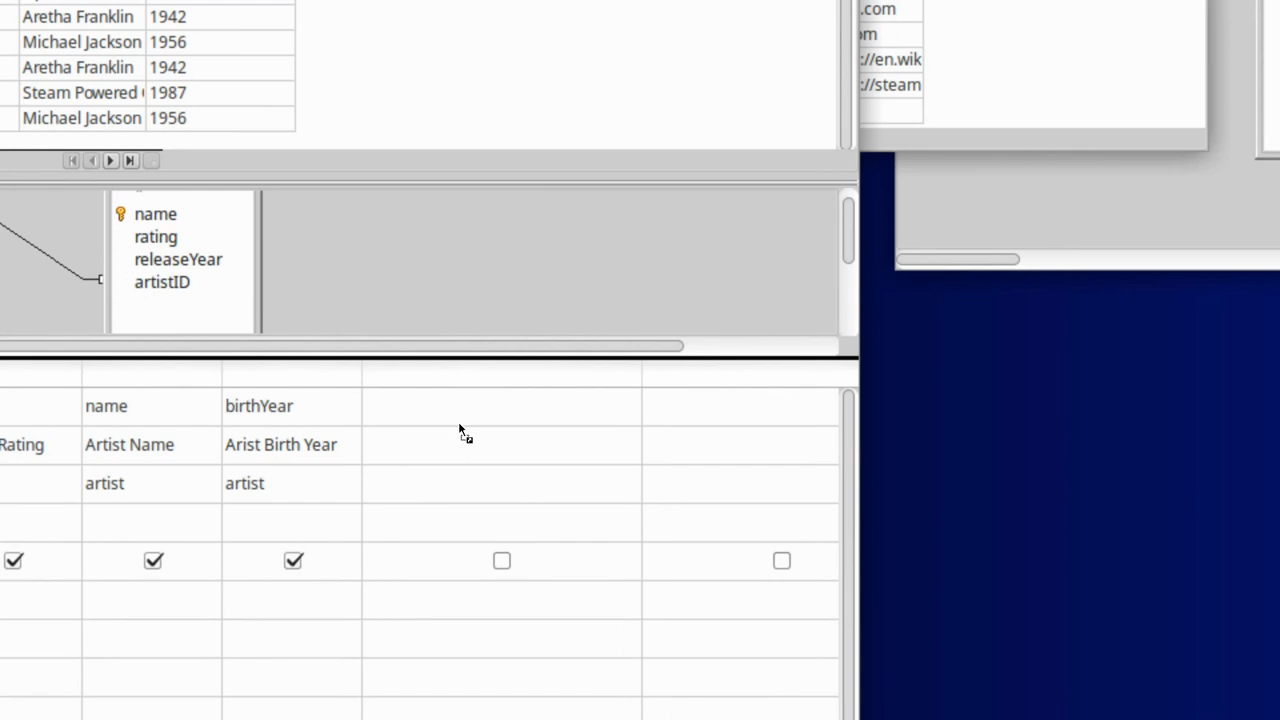 Aretha Franklin 1942
Michael Jackson 1956
Aretha Franklin 1942
Steam Powered 1987
Michael Jackson 1956
.com
om
://en.wik
://steam
name
rating
releaseYear
artistID
name birthYear
Rating Artist Name Arist Birth Year
artist artist